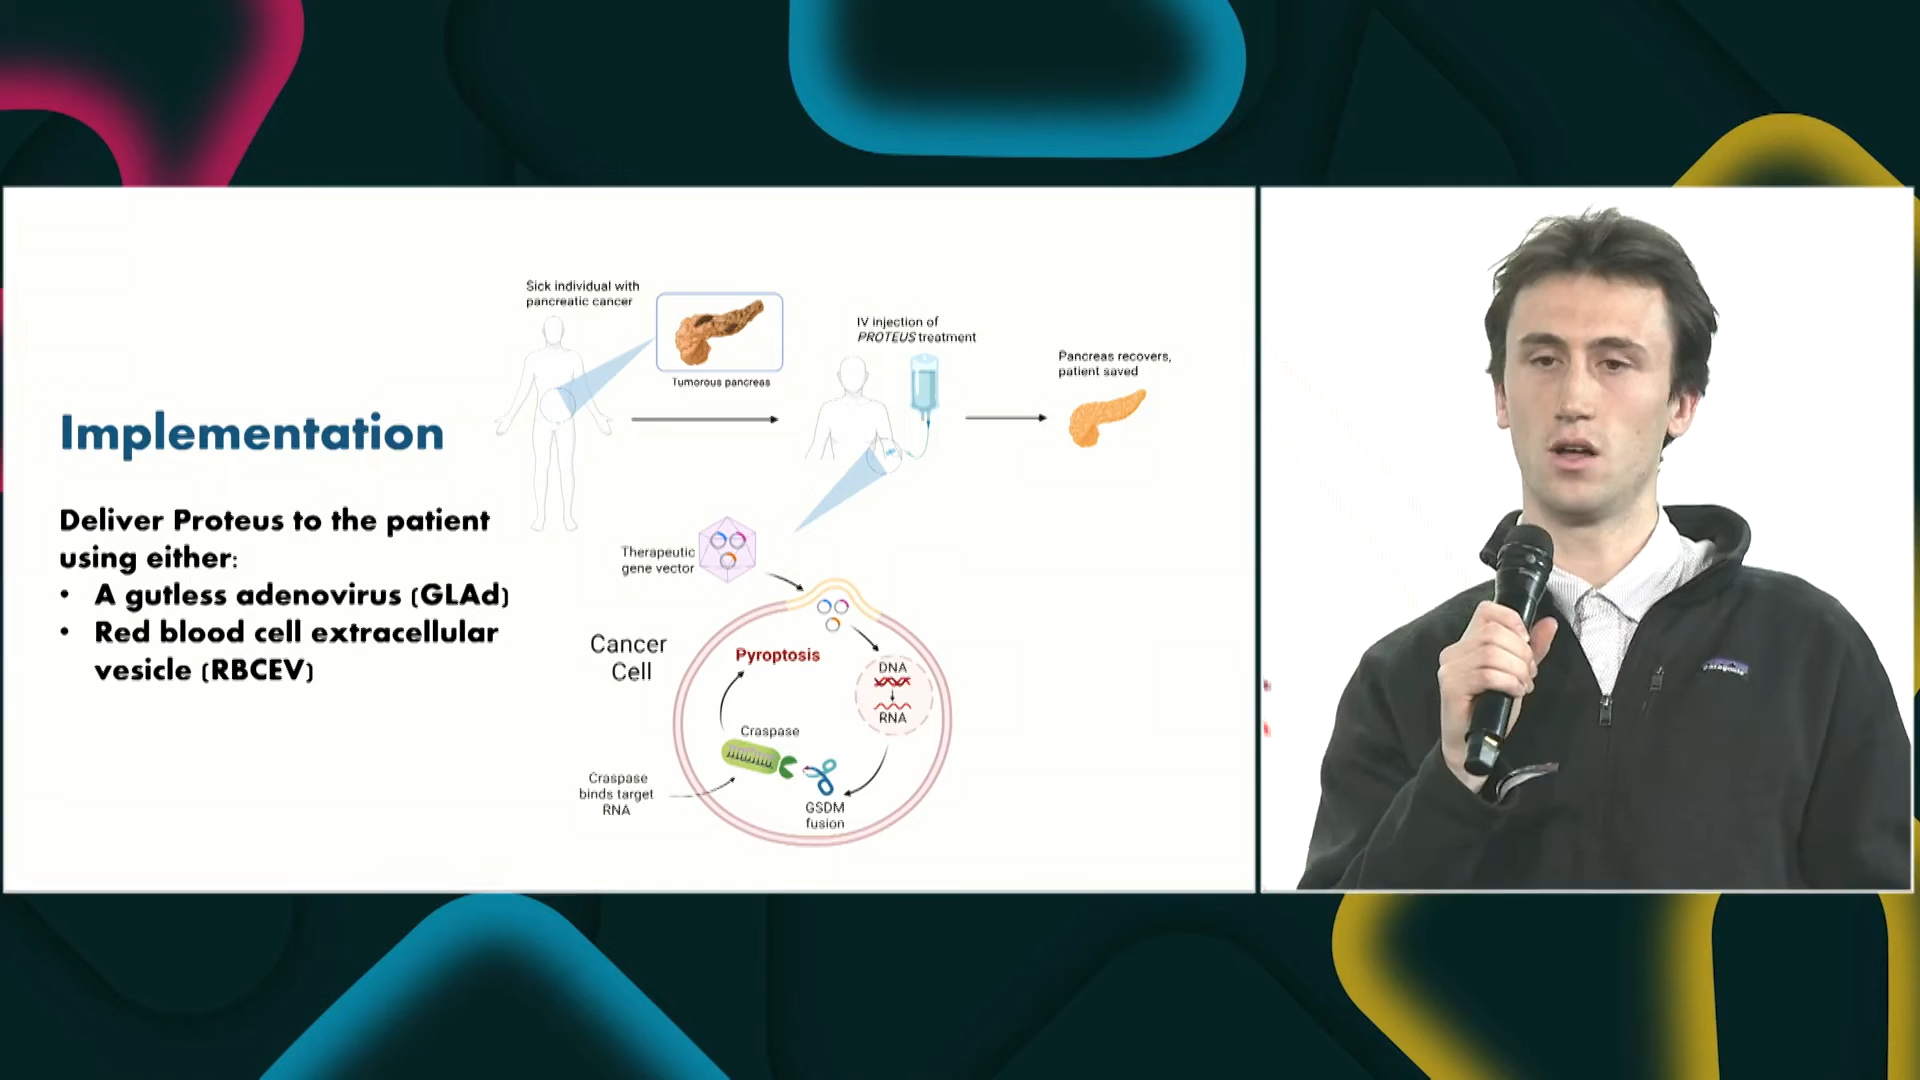 Implementation
Deliver Proteus to the patient
using either:
• A gutless adenovirus (GLAd)
• Red blood cell extracellular
vesicle (RBCEV)
Sick individual with
pancreatic cancer
Tumorous pancreas
IV injection of
PROTEUS treatment
Pancreas recovers,
patient saved
Therapeutic
gene vector
Cancer
Cell
Pyroptosis
DNA
RNA
Craspase
Craspase
binds target
RNA
GSDM
fusion
patagonia